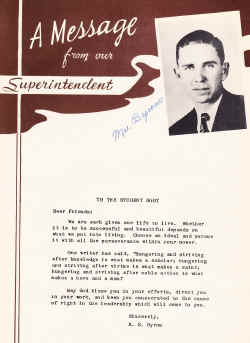 A Message
from our
Superintendent
Mr. Byrom
TO THE STUDENT BODY
Dear Friends:
We are each given one life to live. Whether
it is to be successful and beautiful depends on
what we put into living. Choose an ideal and pursue
it with all the perseverance within your power.
One writer has said, "Hungering and striving
after knowledge is what makes a scholar; hungering
and striving after virtue is what makes a saint;
hungering and striving after noble action is what
makes a hero and a man."
May God bless you in your efforts, direct you
in your work, and keep you consecrated to the cause
of right in the leadership which will come to you.
Sincerely,
Byrom